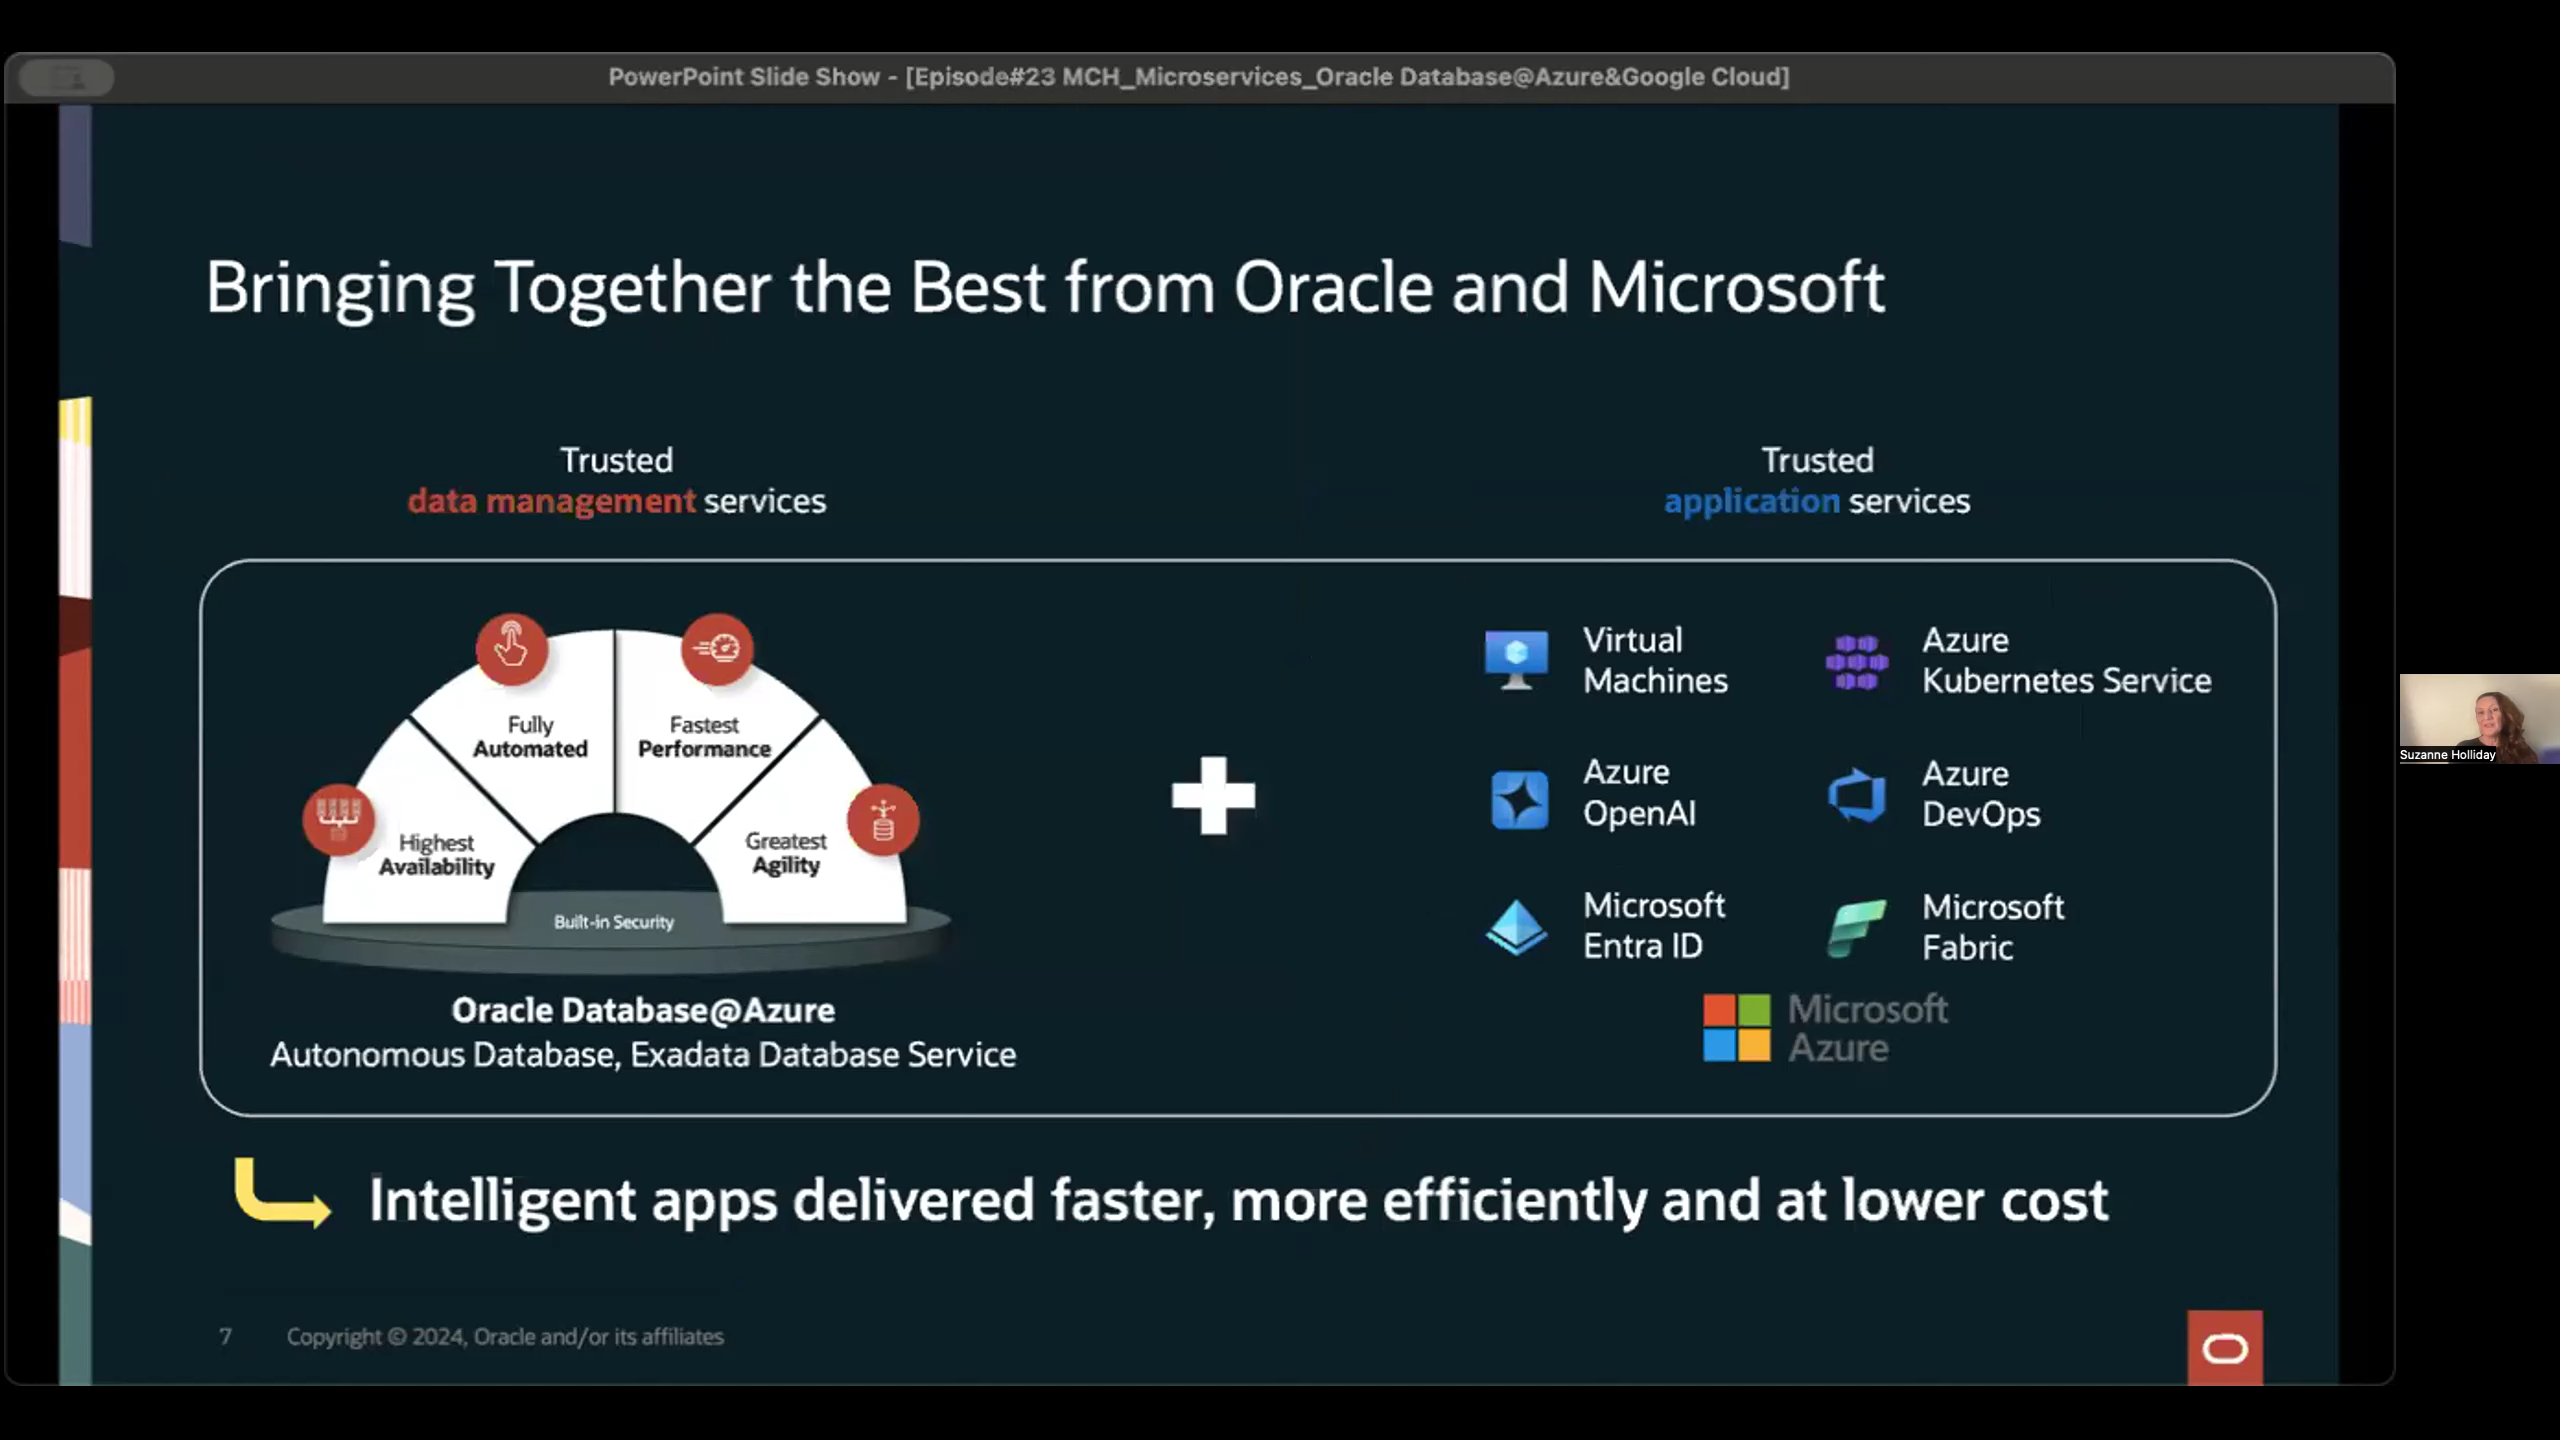 PowerPoint Slide Show - [Episode#23 MCH_Microservices_Oracle Database@Azure&Google Cloud]
Bringing Together the Best from Oracle and Microsoft
Trusted
data management services
Trusted
application services
Fully
Automated
Fastest
Performance
Highest
Availability
Greatest
Agility
Built-in Security
Oracle Database@Azure
Autonomous Database, Exadata Database Service
Virtual
Machines
Azure
Kubernetes Service
Azure
OpenAI
Azure
DevOps
Microsoft
Entra ID
Microsoft
Fabric
Microsoft
Azure
Intelligent apps delivered faster, more efficiently and at lower cost
7
Copyright © 2024, Oracle and/or its affiliates
Suzanne Holliday